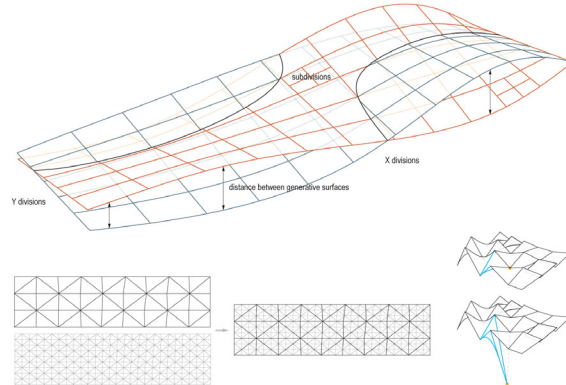 subdivisions
X divisions
distance between generative surfaces
Y divisions